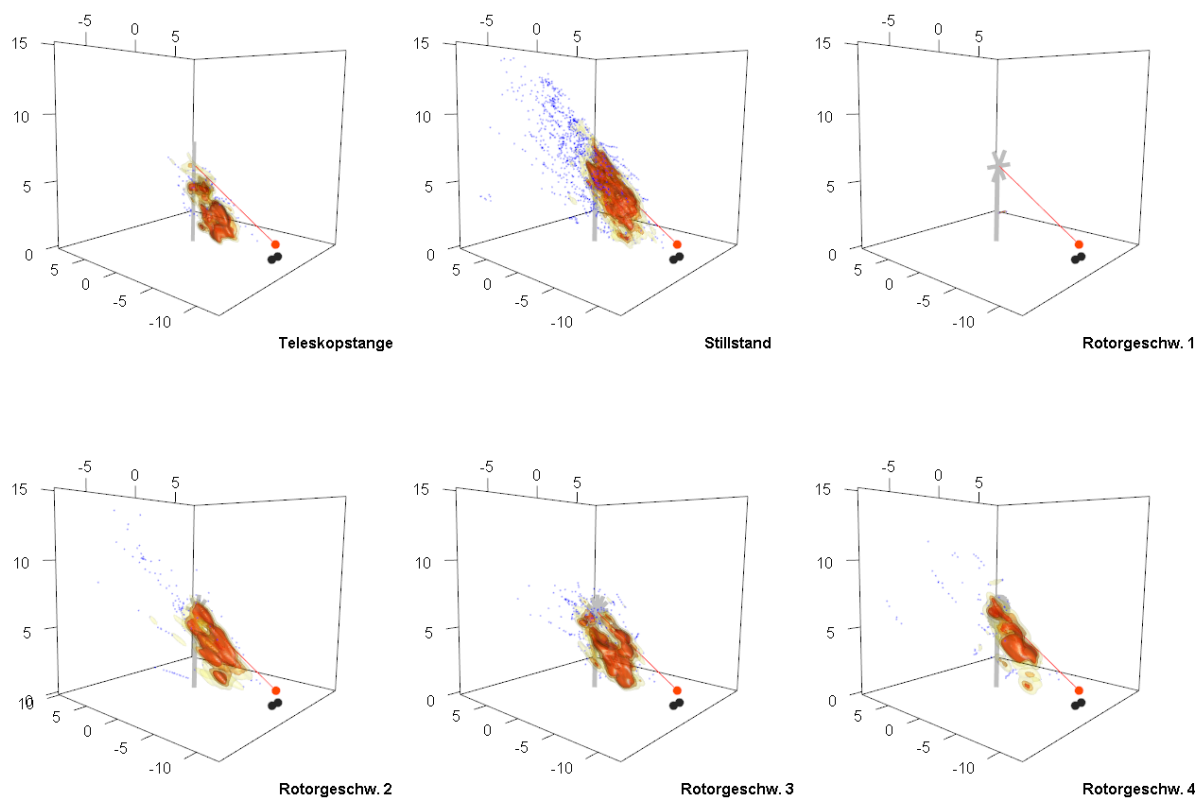 -5 0 5 -5 0 5 -5 0 5
15 15 15
10 10 10
5 5 5
0 0 0
5 0 -5 -10 5 0 -5 -10 5 0 -5 -10
Teleskopstange Stillstand Rotorgeschw. 1
-5 0 5 -5 0 5 -5 0 5
15 15 15
10 10 10
5 5 5
0 0 0
10 5 0 -5 -10 5 0 -5 -10 5 0 -5 -10
Rotorgeschw. 2 Rotorgeschw. 3 Rotorgeschw. 4